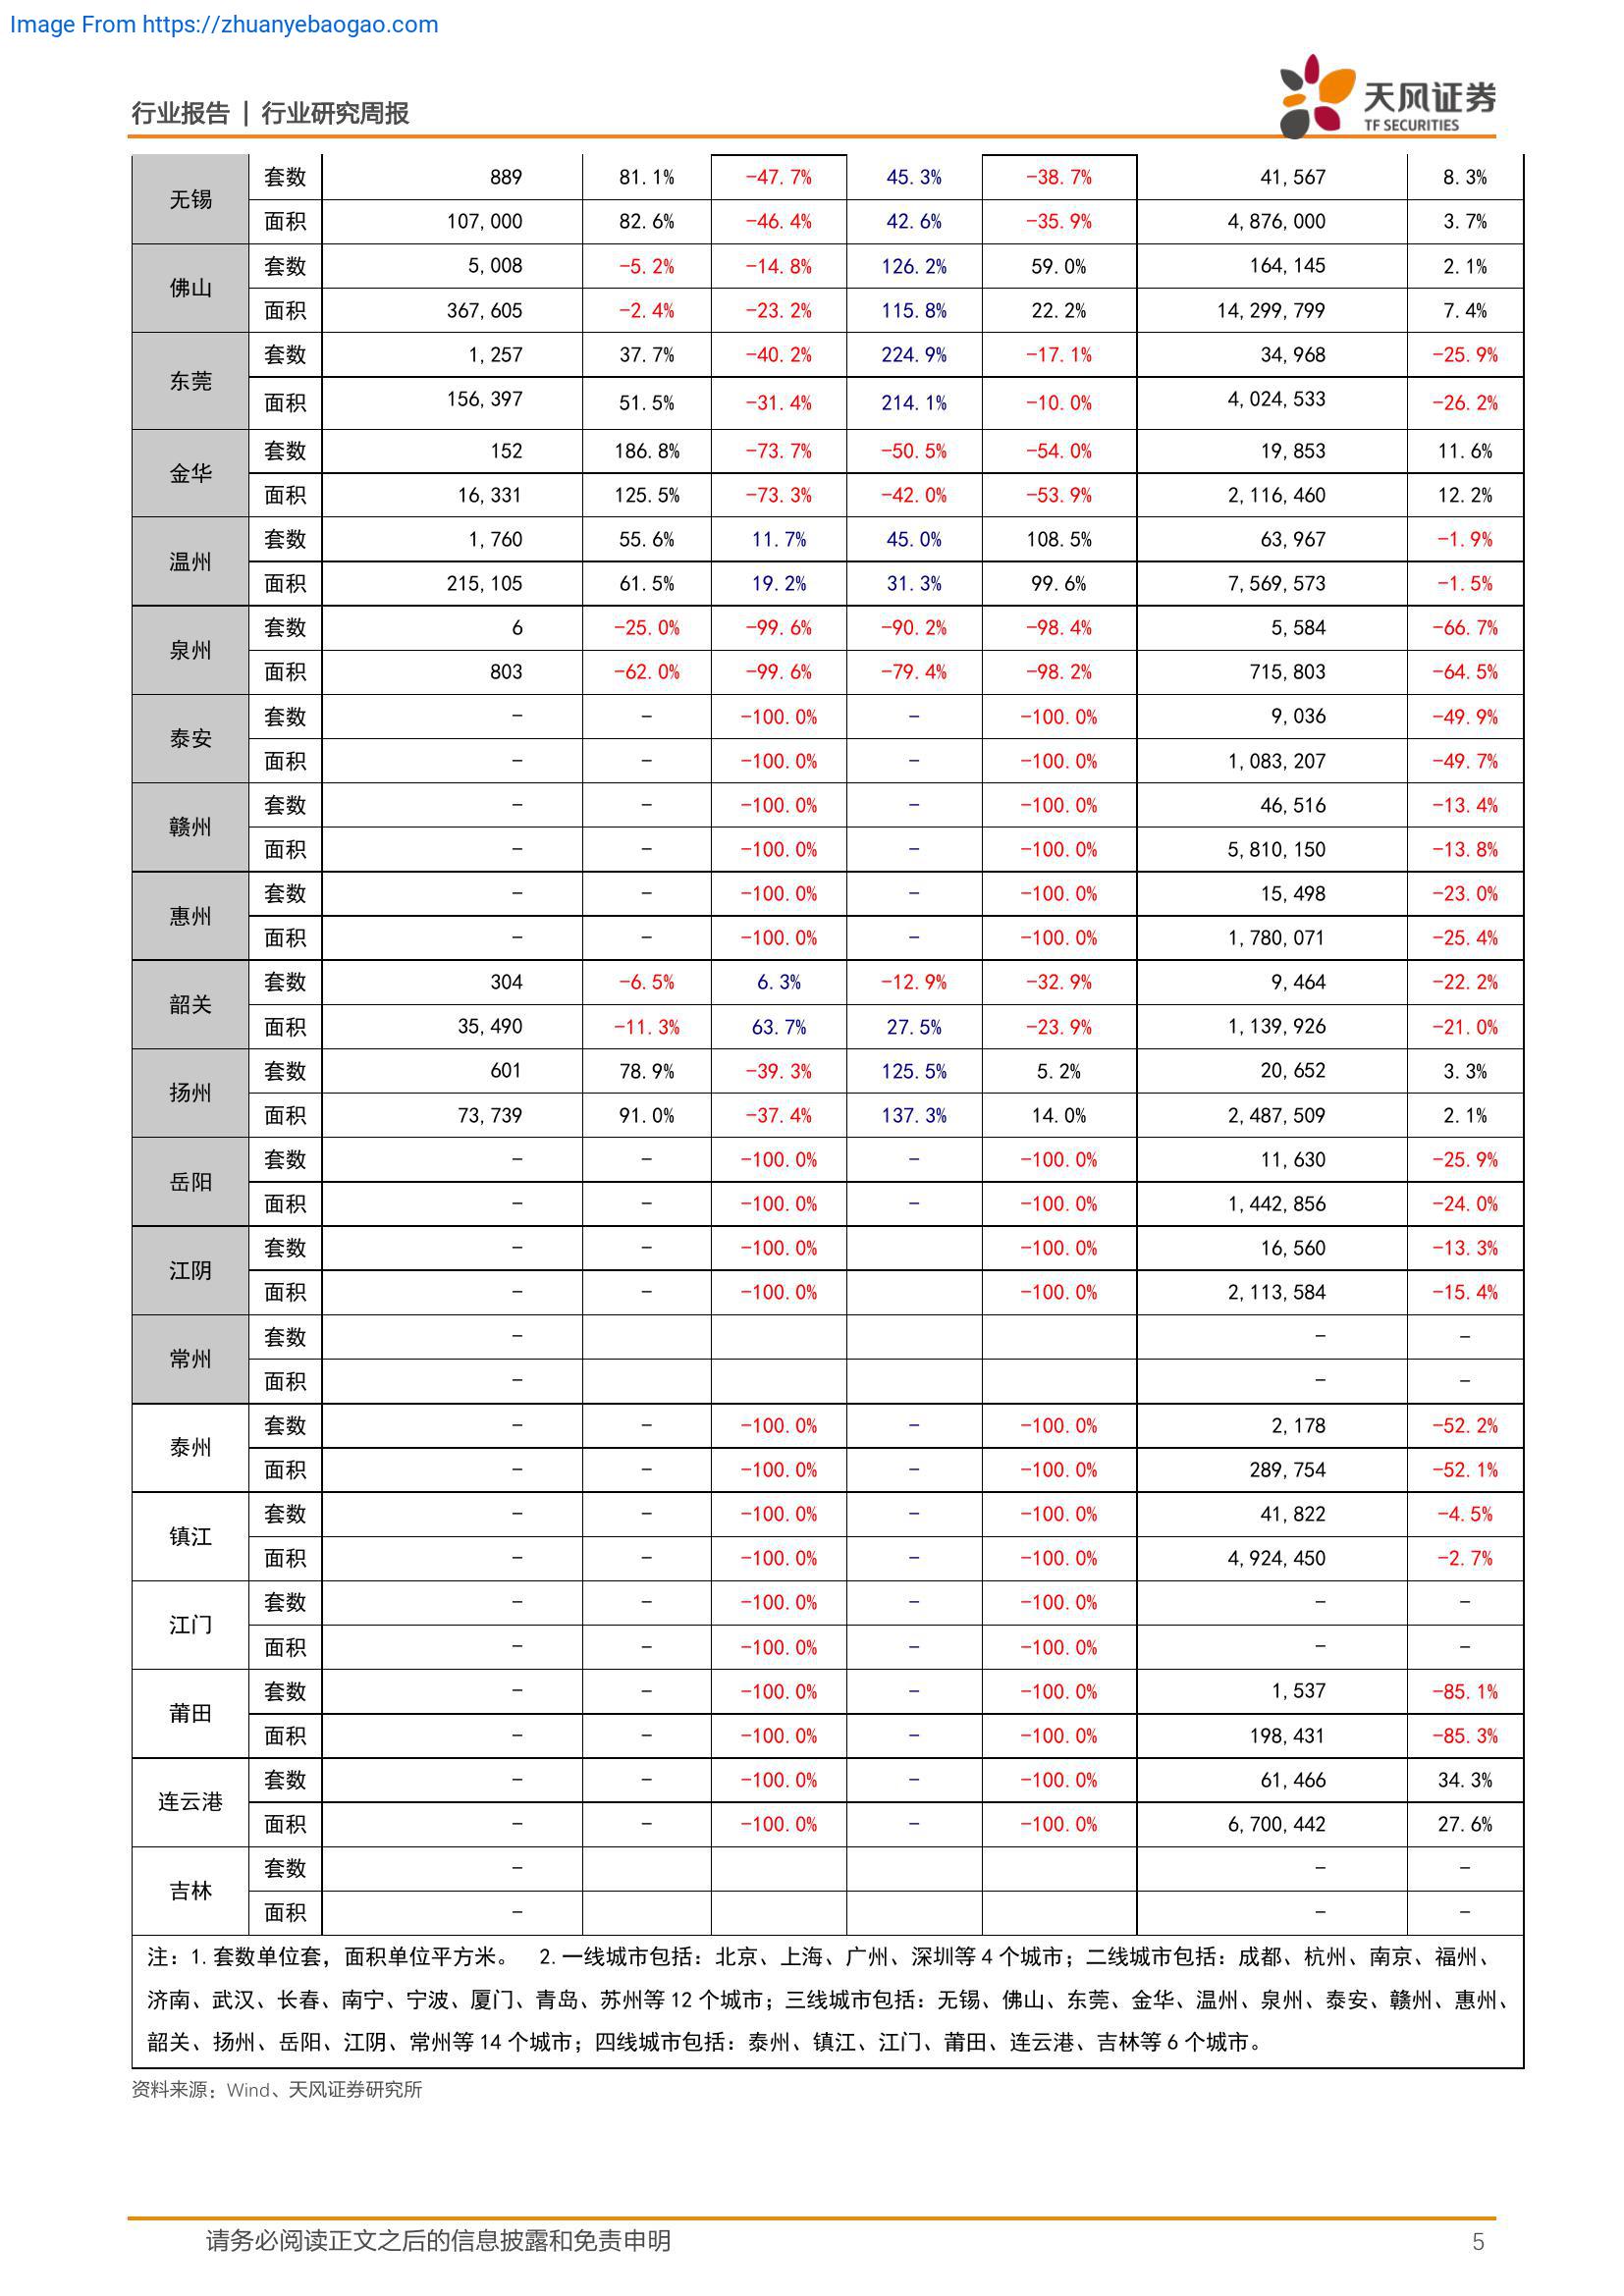 Image From https://zhuanyebaogao.com
行业报告 | 行业研究周报
天风证券
TF SECURITIES
无锡 套数 889 81.1% -47.7% 45.3% -38.7% 41,567 8.3%
面积 107,000 82.6% -46.4% 42.6% -35.9% 4,876,000 3.7%
佛山 套数 5,008 -5.2% -14.8% 126.2% 59.0% 164,145 2.1%
面积 367,605 -2.4% -23.2% 115.8% 22.2% 14,299,799 7.4%
东莞 套数 1,257 37.7% -40.2% 224.9% -17.1% 34,968 -25.9%
面积 156,397 51.5% -31.4% 214.1% -10.0% 4,024,533 -26.2%
金华 套数 152 186.8% -73.7% -50.5% -54.0% 19,853 11.6%
面积 16,331 125.5% -73.3% -42.0% -53.9% 2,116,460 12.2%
温州 套数 1,760 55.6% 11.7% 45.0% 108.5% 63,967 -1.9%
面积 215,105 61.5% 19.2% 31.3% 99.6% 7,569,573 -1.5%
泉州 套数 6 -25.0% -99.6% -90.2% -98.4% 5,584 -66.7%
面积 803 -62.0% -99.6% -79.4% -98.2% 715,803 -64.5%
泰安 套数 - - -100.0% - -100.0% 9,036 -49.9%
面积 - - -100.0% - -100.0% 1,083,207 -49.7%
赣州 套数 - - -100.0% - -100.0% 46,516 -13.4%
面积 - - -100.0% - -100.0% 5,810,150 -13.8%
惠州 套数 - - -100.0% - -100.0% 15,498 -23.0%
面积 - - -100.0% - -100.0% 1,780,071 -25.4%
韶关 套数 304 -6.5% 6.3% -12.9% -32.9% 9,464 -22.2%
面积 35,490 -11.3% 63.7% 27.5% -23.9% 1,139,926 -21.0%
扬州 套数 601 78.9% -39.3% 125.5% 5.2% 20,652 3.3%
面积 73,739 91.0% -37.4% 137.3% 14.0% 2,487,509 2.1%
岳阳 套数 - - -100.0% - -100.0% 11,630 -25.9%
面积 - - -100.0% - -100.0% 1,442,856 -24.0%
江阴 套数 - - -100.0% -100.0% 16,560 -13.3%
面积 - - -100.0% -100.0% 2,113,584 -15.4%
常州 套数 - - -
面积 - - -
泰州 套数 - - -100.0% - -100.0% 2,178 -52.2%
面积 - - -100.0% - -100.0% 289,754 -52.1%
镇江 套数 - - -100.0% - -100.0% 41,822 -4.5%
面积 - - -100.0% - -100.0% 4,924,450 -2.7%
江门 套数 - - -100.0% - -100.0% - -
面积 - - -100.0% - -100.0% - -
莆田 套数 - - -100.0% - -100.0% 1,537 -85.1%
面积 - - -100.0% - -100.0% 198,431 -85.3%
连云港 套数 - - -100.0% - -100.0% 61,466 34.3%
面积 - - -100.0% - -100.0% 6,700,442 27.6%
吉林 套数 - - -
面积 - - -
注：1.套数单位套，面积单位平方米。 2.一线城市包括：北京、上海、广州、深圳等 4 个城市；二线城市包括：成都、杭州、南京、福州、
济南、武汉、长春、南宁、宁波、厦门、青岛、苏州等 12 个城市；三线城市包括：无锡、佛山、东莞、金华、温州、泉州、泰安、赣州、惠州、
韶关、扬州、岳阳、江阴、常州等 14 个城市；四线城市包括：泰州、镇江、江门、莆田、连云港、吉林等 6 个城市。
资料来源：Wind、天风证券研究所
请务必阅读正文之后的信息披露和免责申明 5